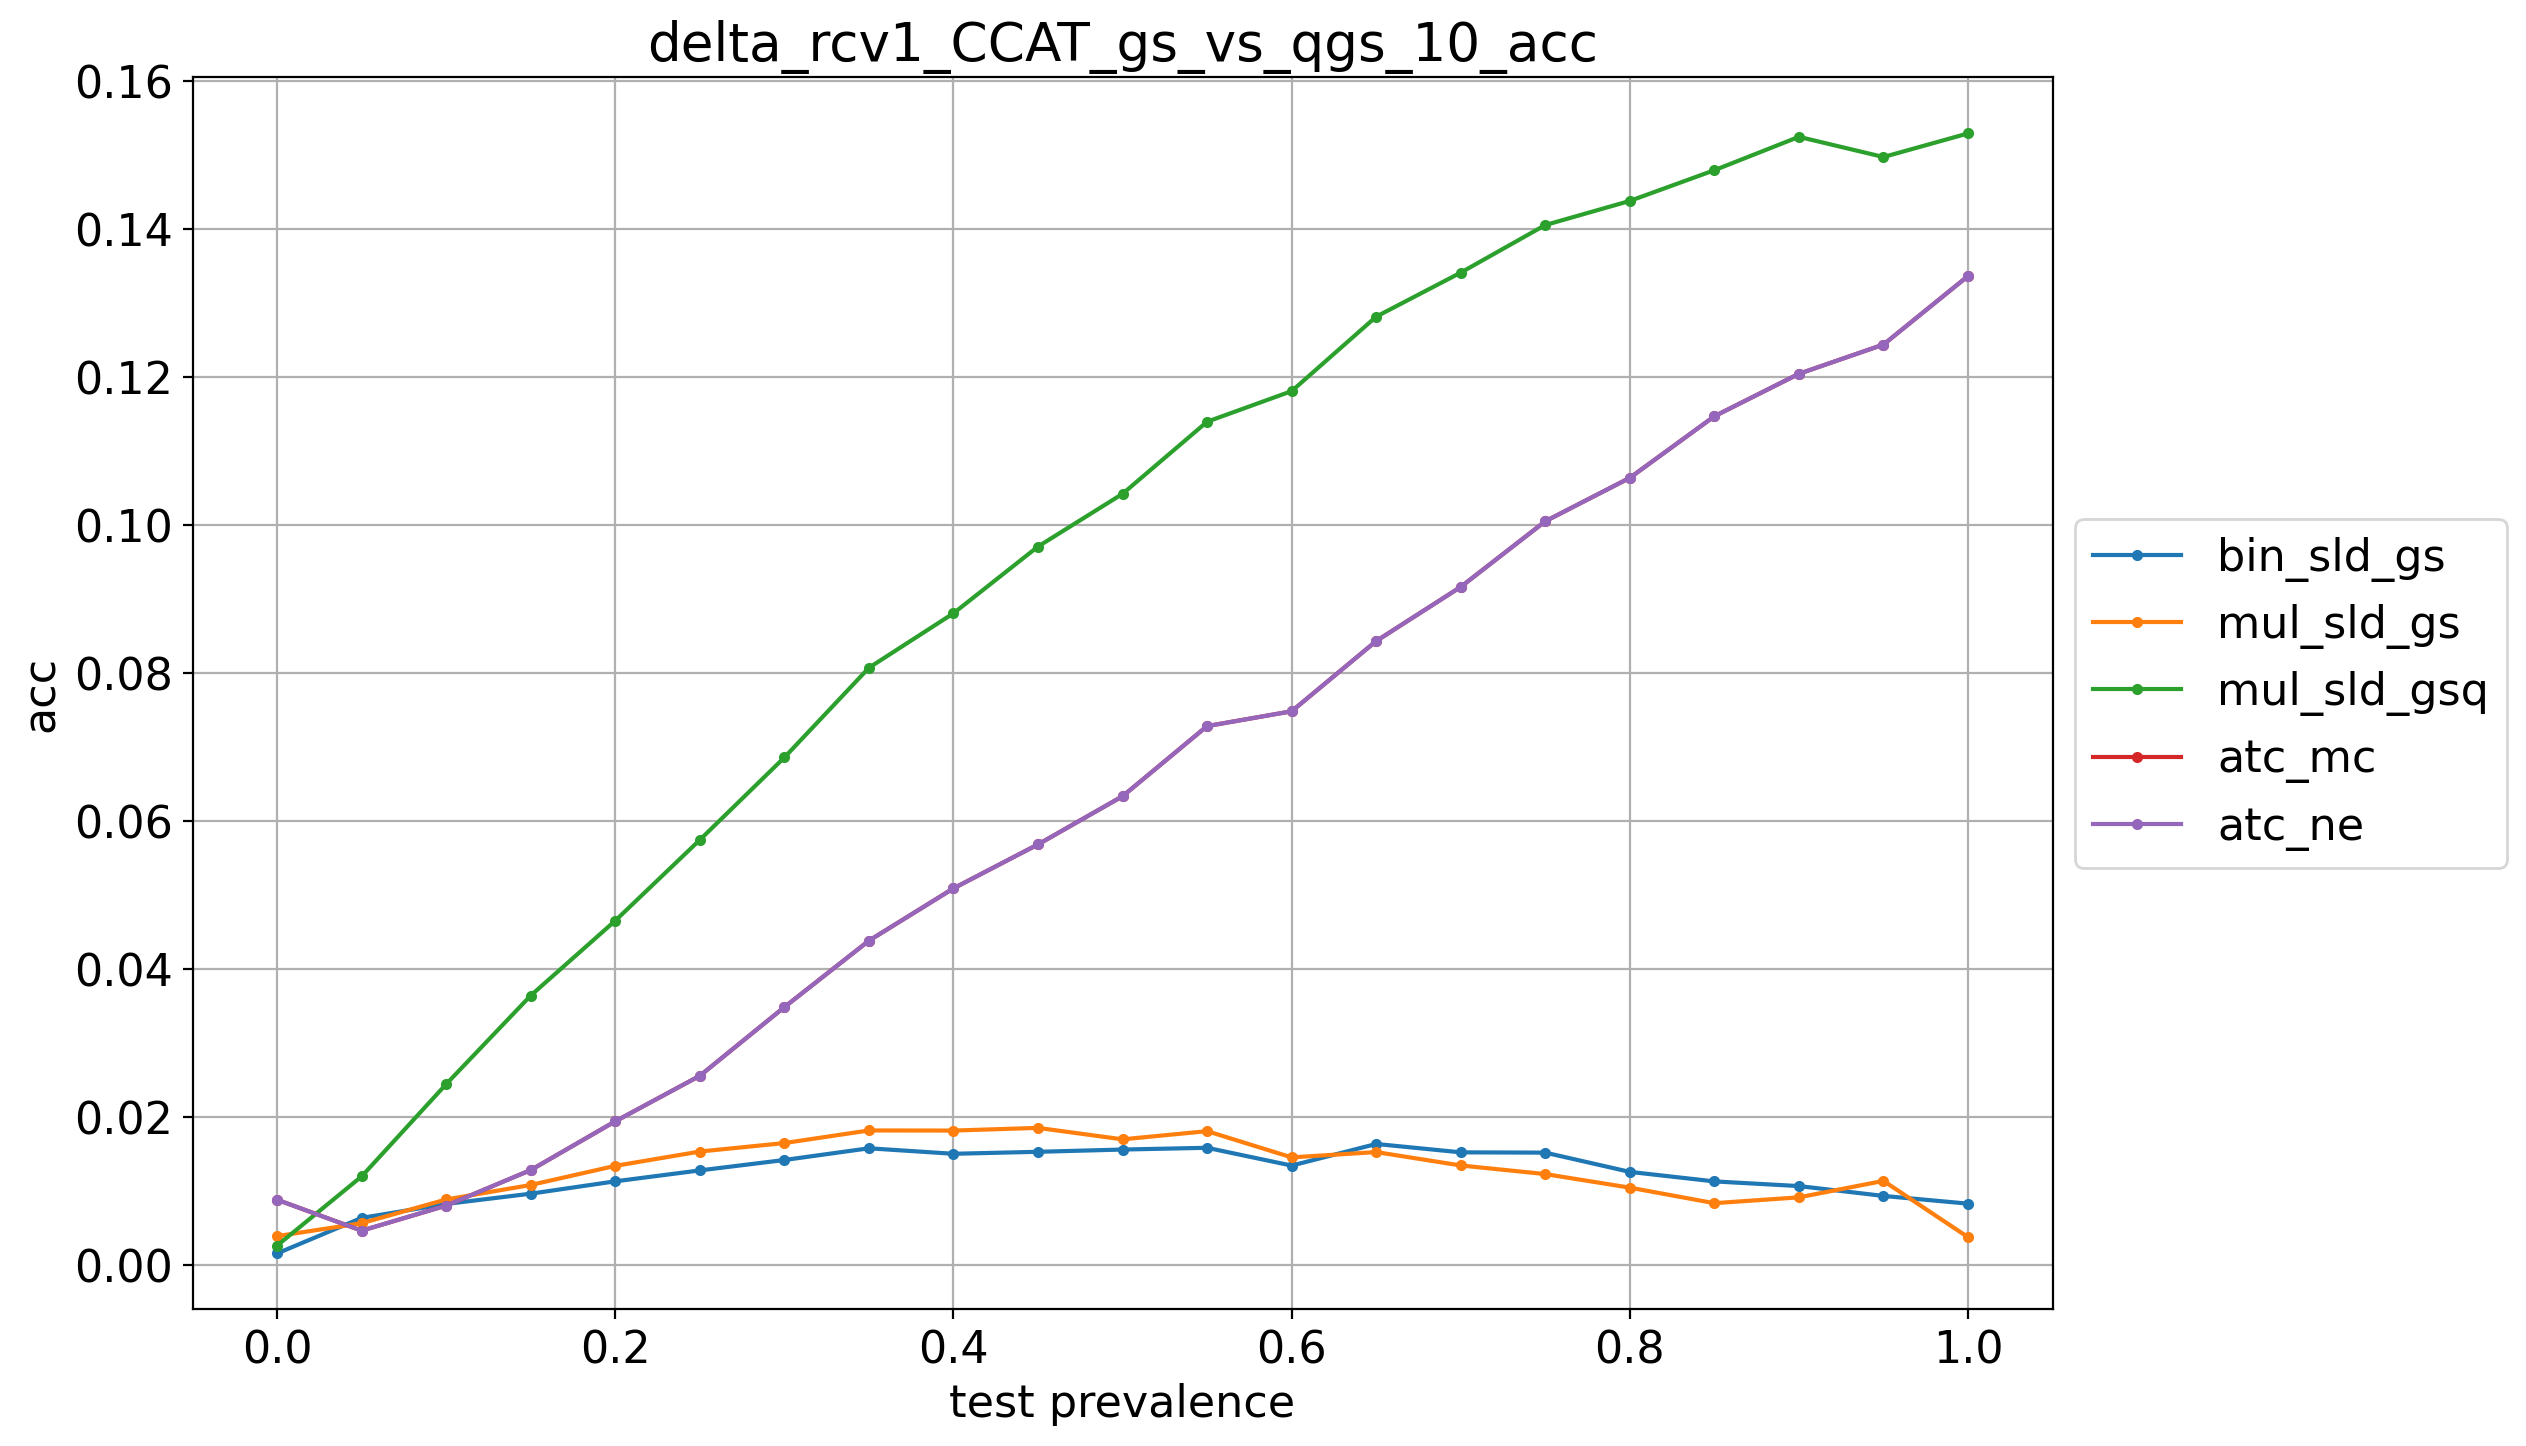 delta_rcv1_CCAT_gs_vs_qgs_10_acc
0.16
0.14
0.12
0.10
0.08
0.06
0.04
0.02
0.00
acc
0.0 0.2 0.4 0.6 0.8 1.0
test prevalence
bin_sld_gs
mul_sld_gs
mul_sld_gsq
atc_mc
atc_ne